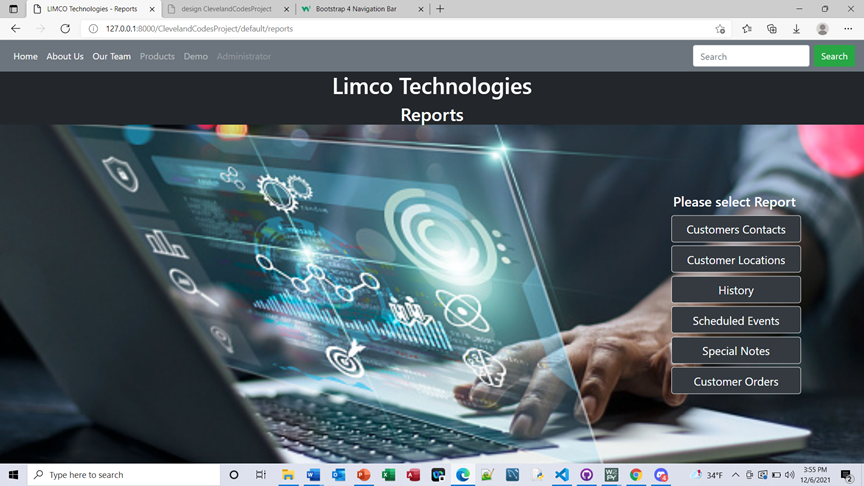 LIMCO Technologies - Reports
design ClevelandCodesProject
Bootstrap 4 Navigation Bar
127.0.0.1:8000/ClevelandCodesProject/default/reports
Home About Us Our Team Products Demo Administrator
Search Search
Limco Technologies
Reports
Please select Report
Customers Contacts
Customer Locations
History
Scheduled Events
Special Notes
Customer Orders
Type here to search
34°F
3:55 PM
12/6/2021